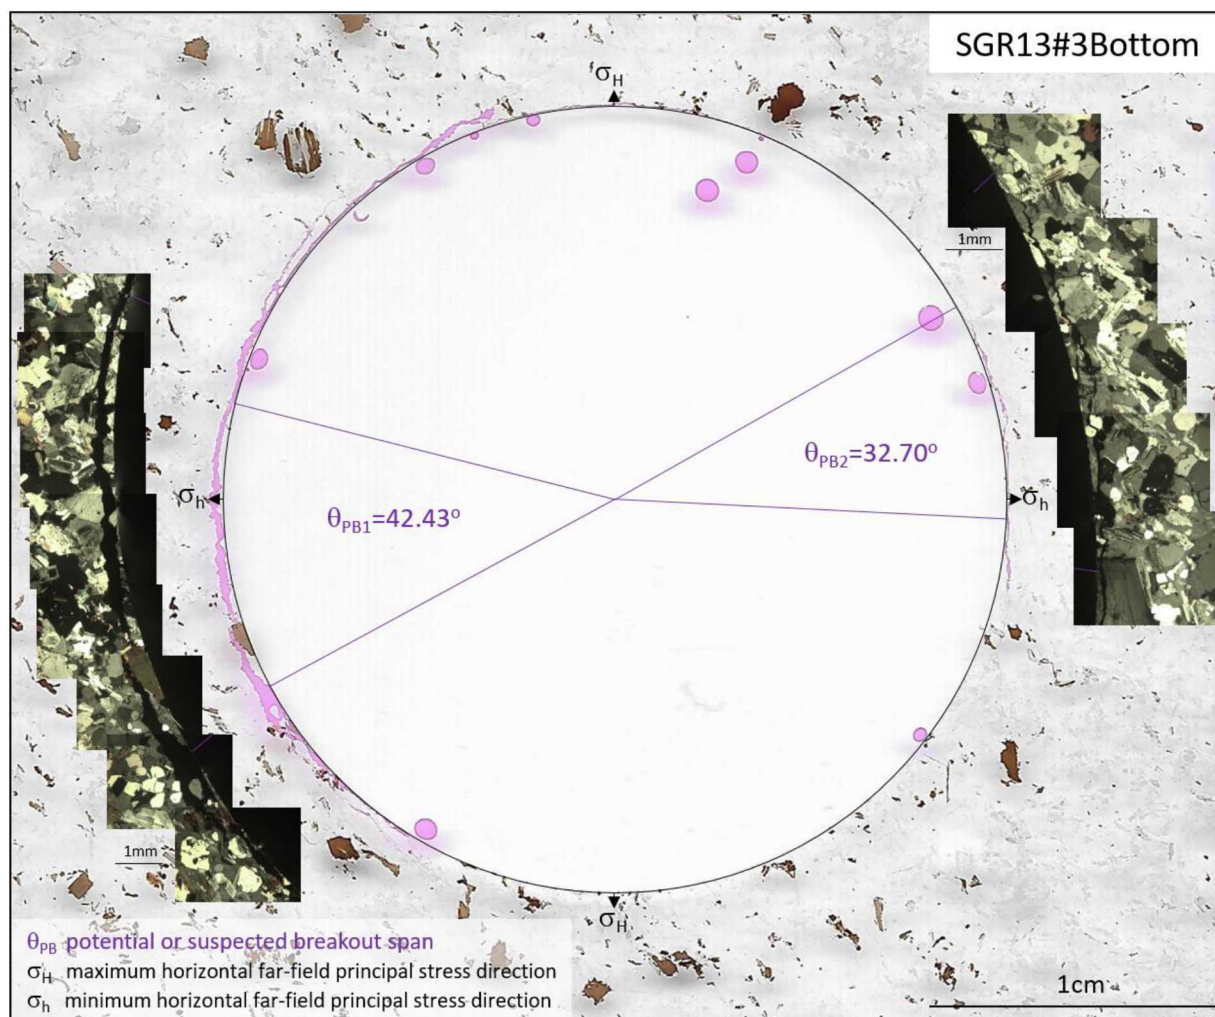 SGR13#3Bottom
σH
1mm
θPB2=32.70°
σh
σh
θPB1=42.43°
1mm
σH
θPB potential or suspected breakout span
σH maximum horizontal far-field principal stress direction
σh minimum horizontal far-field principal stress direction
1cm